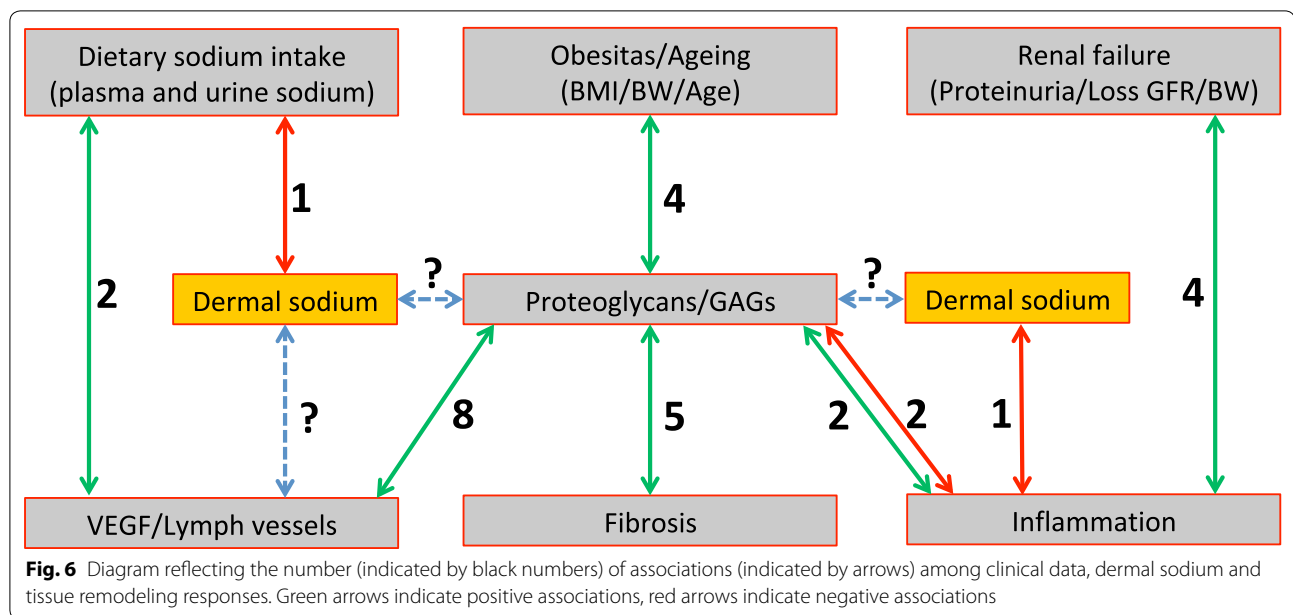 Dietary sodium intake
(plasma and urine sodium)
Obesitas/Ageing
(BMI/BW/Age)
Renal failure
(Proteinuria/Loss GFR/BW)
1
4
2
4
?
?
Dermal sodium
Proteoglycans/GAGs
Dermal sodium
?
8
5
2
2
1
VEGF/Lymph vessels
Fibrosis
Inflammation
Fig. 6 Diagram reflecting the number (indicated by black numbers) of associations (indicated by arrows) among clinical data, dermal sodium and
tissue remodeling responses. Green arrows indicate positive associations, red arrows indicate negative associations